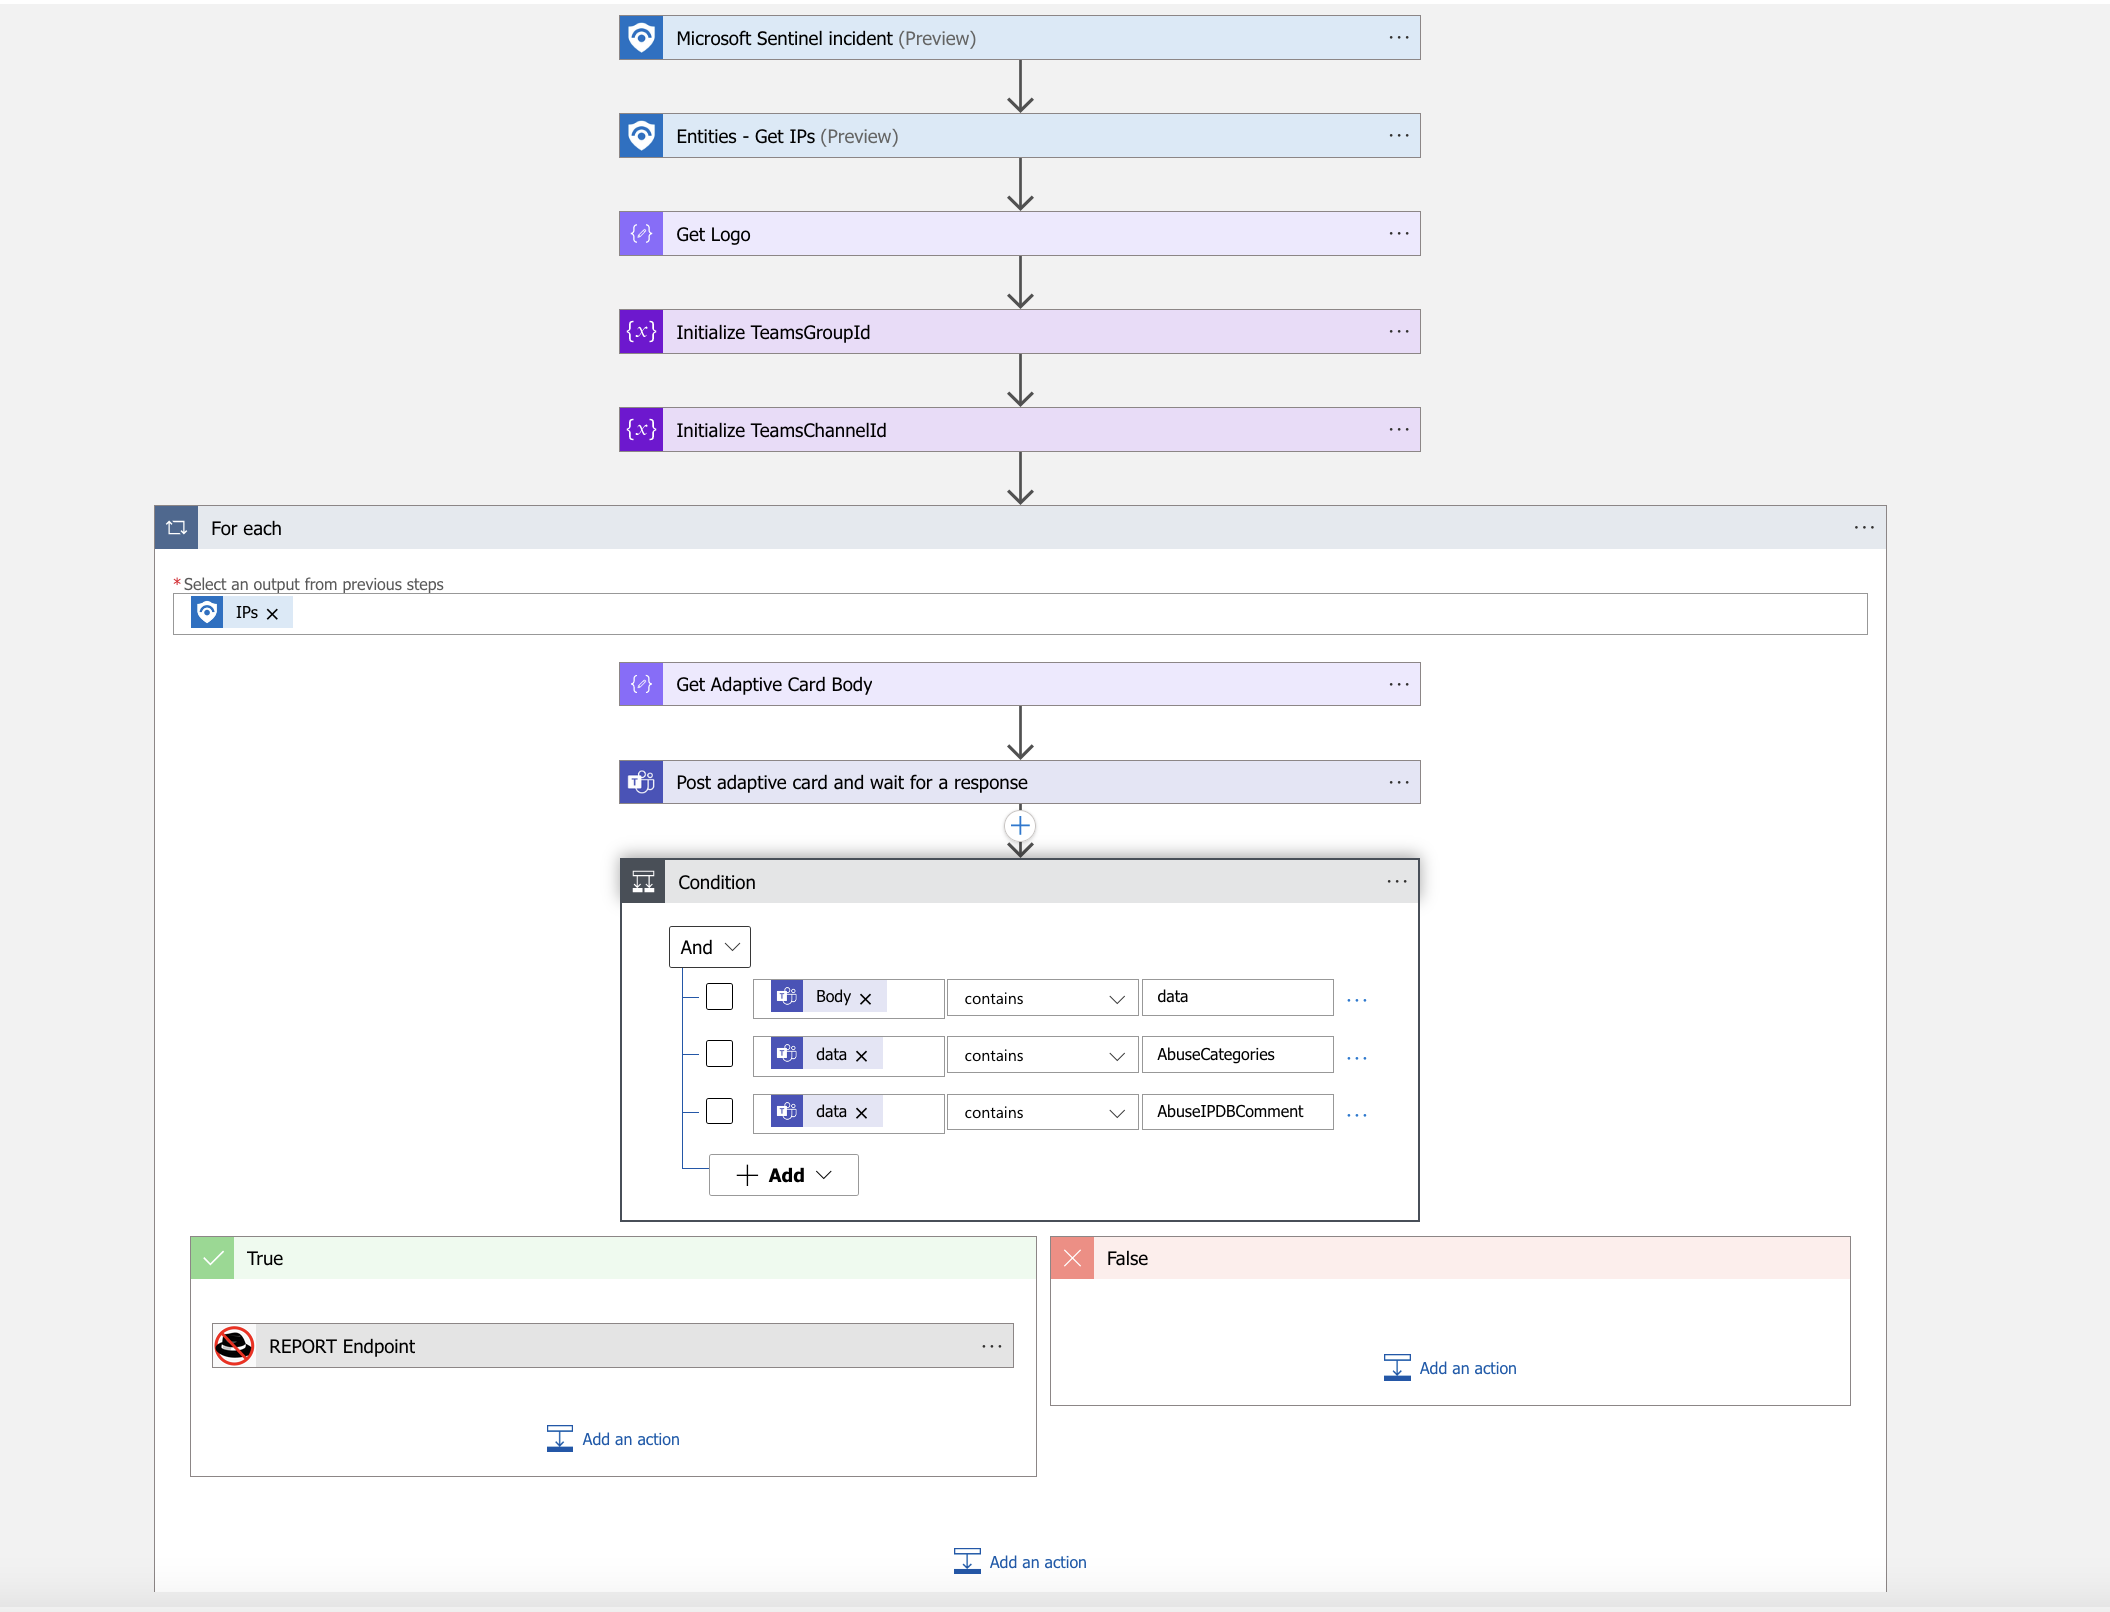 Microsoft Sentinel incident (Preview)
Entities - Get IPs (Preview)
Get Logo
Initialize TeamsGroupId
Initialize TeamsChannelId
For each
* Select an output from previous steps
IPs
Get Adaptive Card Body
Post adaptive card and wait for a response
Condition
And
Body contains data
data contains AbuseCategories
data contains AbuseIPDBComment
Add
True
False
REPORT Endpoint
Add an action
Add an action
Add an action